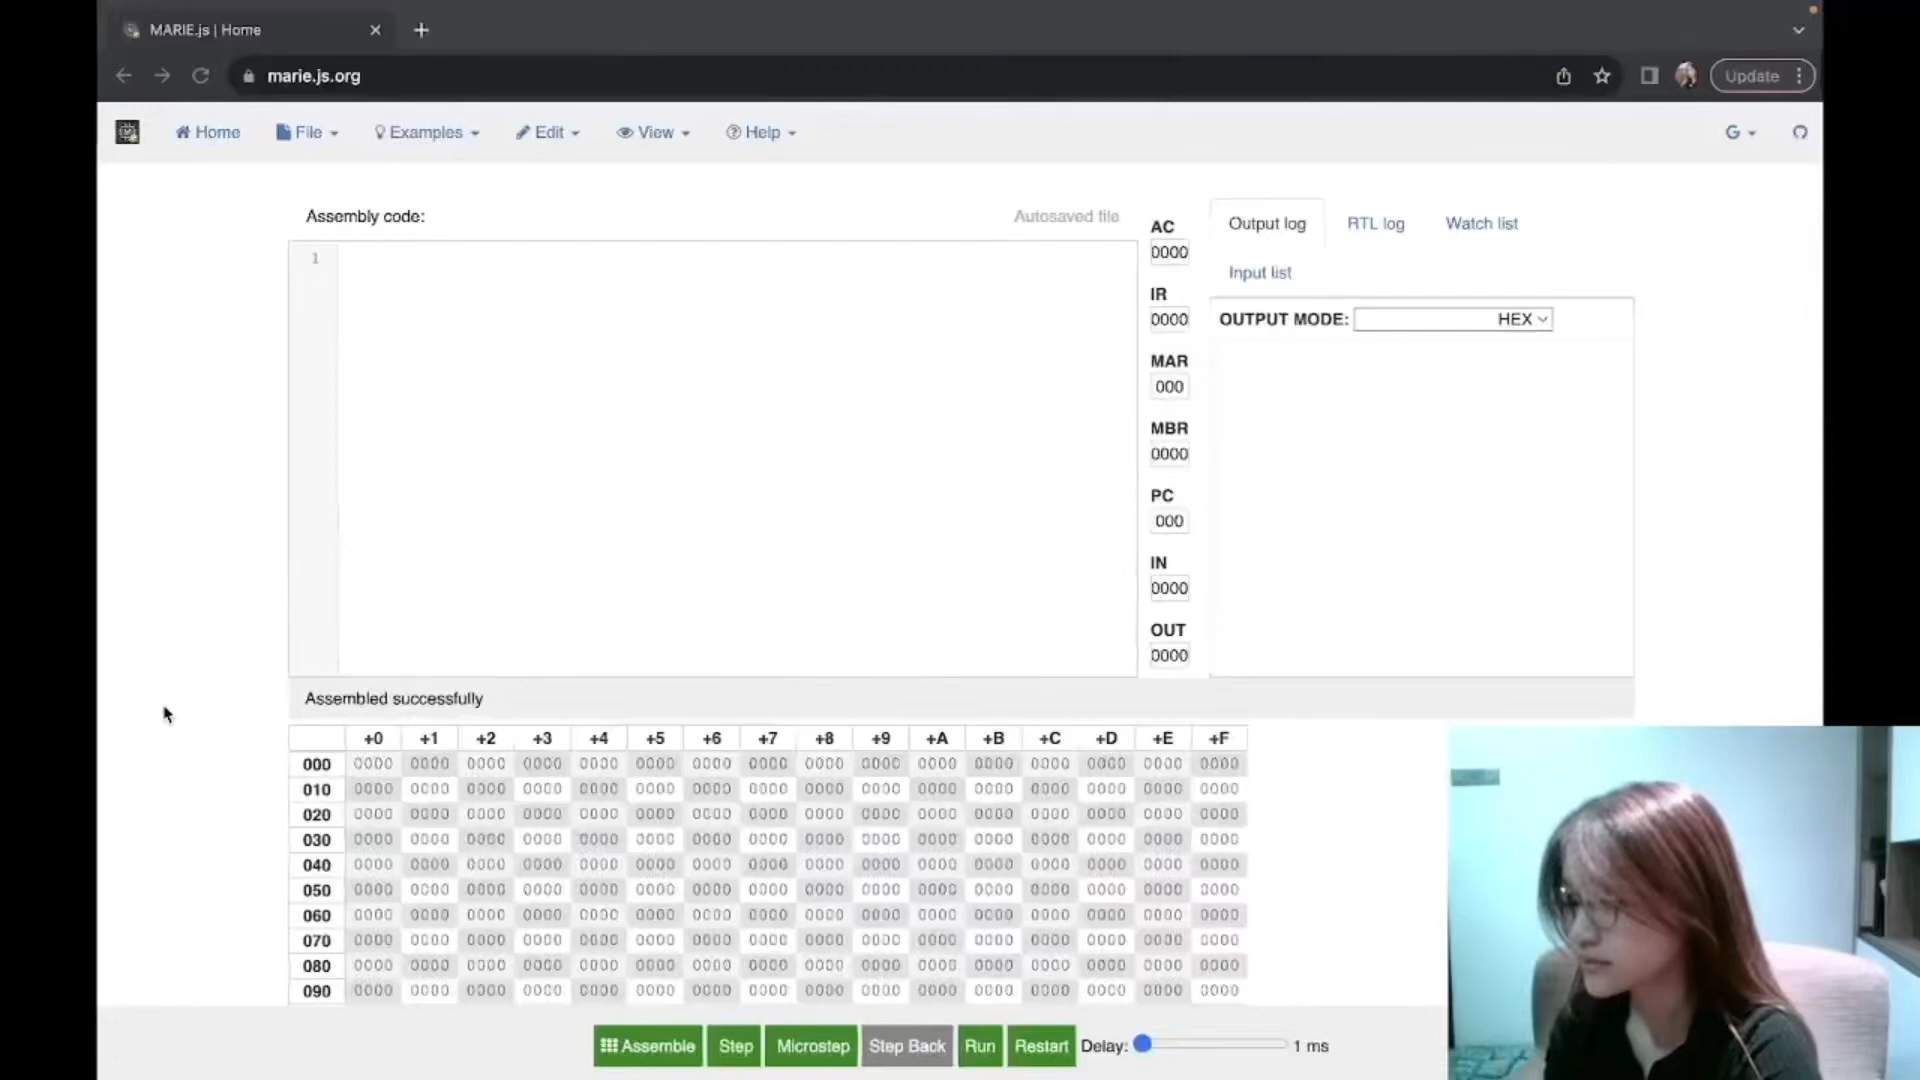 MARIE.js | Home
marie.js.org
Update
Home File Examples Edit View Help G
Assembly code: Autosaved file
1
AC
0000
IR
0000
MAR
000
MBR
0000
PC
000
IN
0000
OUT
0000
Output log RTL log Watch list
Input list
OUTPUT MODE: HEX
Assembled successfully
+0 +1 +2 +3 +4 +5 +6 +7 +8 +9 +A +B +C +D +E +F
000 0000 0000 0000 0000 0000 0000 0000 0000 0000 0000 0000 0000 0000 0000 0000 0000
010 0000 0000 0000 0000 0000 0000 0000 0000 0000 0000 0000 0000 0000 0000 0000 0000
020 0000 0000 0000 0000 0000 0000 0000 0000 0000 0000 0000 0000 0000 0000 0000 0000
030 0000 0000 0000 0000 0000 0000 0000 0000 0000 0000 0000 0000 0000 0000 0000 0000
040 0000 0000 0000 0000 0000 0000 0000 0000 0000 0000 0000 0000 0000 0000 0000 0000
050 0000 0000 0000 0000 0000 0000 0000 0000 0000 0000 0000 0000 0000 0000 0000 0000
060 0000 0000 0000 0000 0000 0000 0000 0000 0000 0000 0000 0000 0000 0000 0000 0000
070 0000 0000 0000 0000 0000 0000 0000 0000 0000 0000 0000 0000 0000 0000 0000 0000
080 0000 0000 0000 0000 0000 0000 0000 0000 0000 0000 0000 0000 0000 0000 0000 0000
090 0000 0000 0000 0000 0000 0000 0000 0000 0000 0000 0000 0000 0000 0000 0000 0000
Assemble Step Microstep Step Back Run Restart Delay: 1 ms